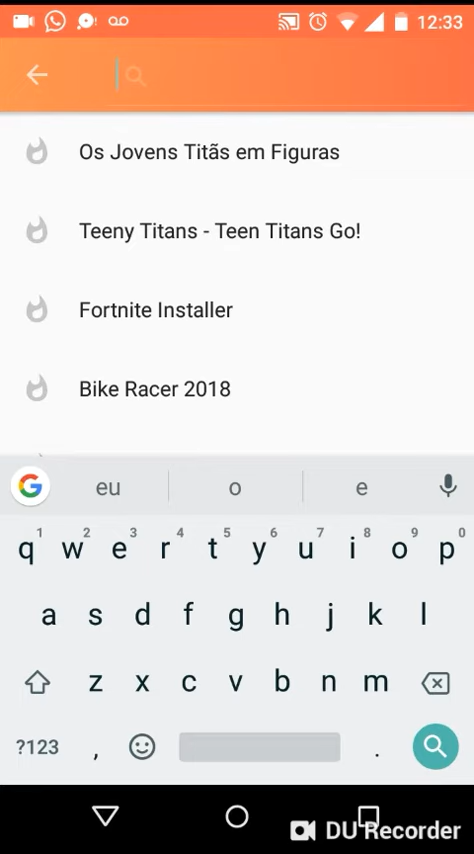 12:33
Os Jovens Titãs em Figuras
Teeny Titans - Teen Titans Go!
Fortnite Installer
Bike Racer 2018
G eu o e
1 2 3 4 5 6 7 8 9 0
q w e r t y u i o p
a s d f g h j k l
z x c v b n m
?123 , .
DU Recorder